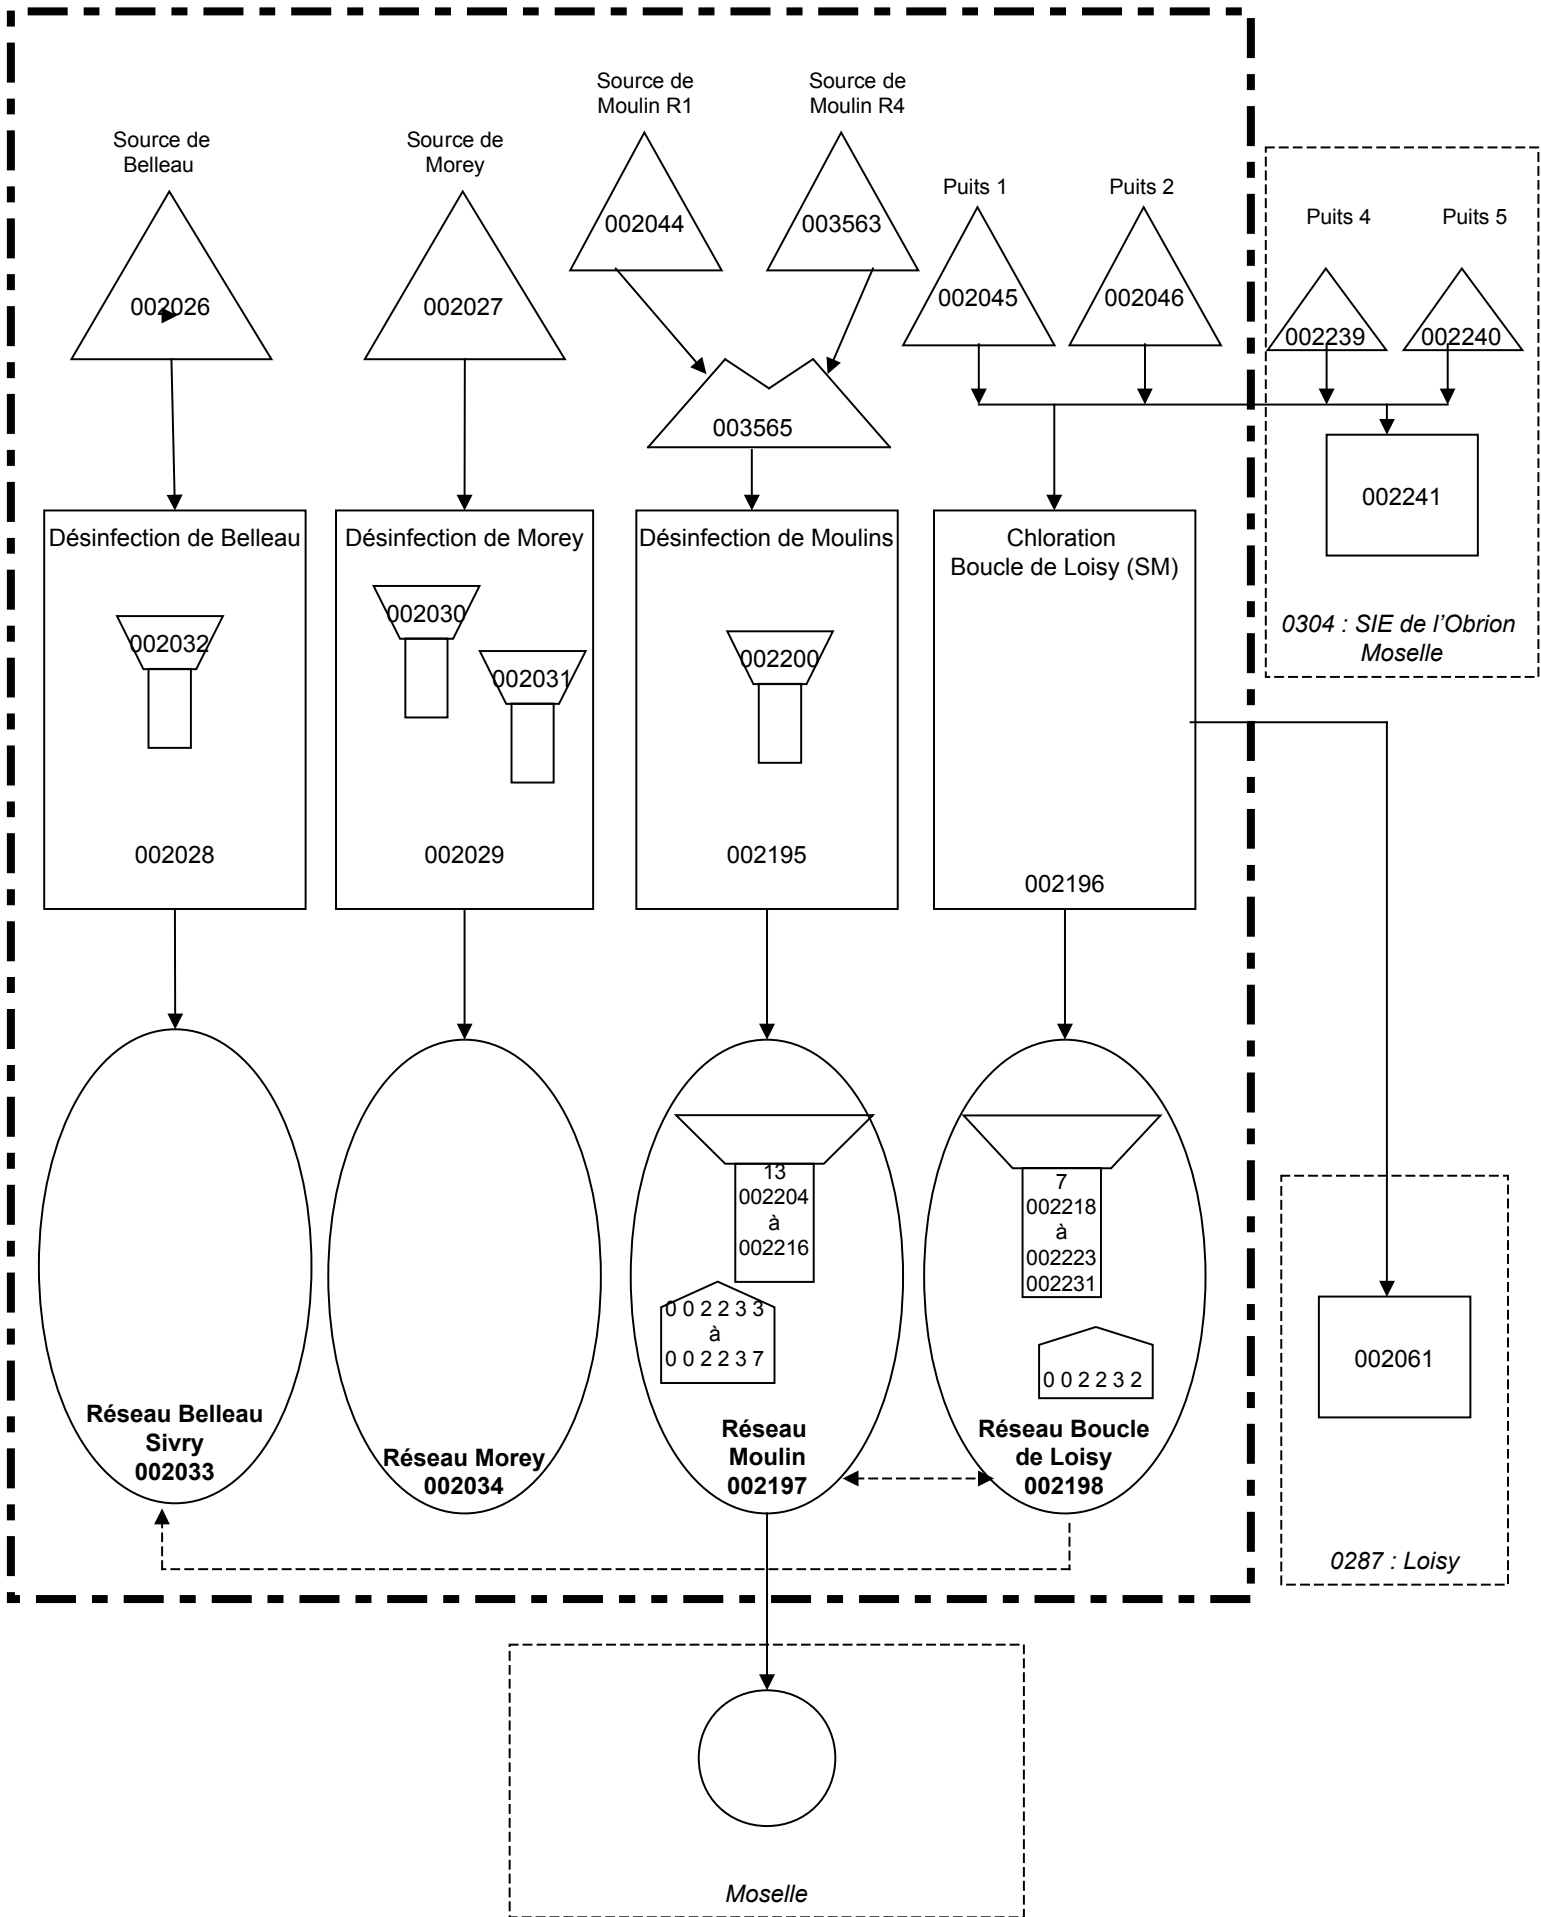 Source de
Moulin R1
Source de
Moulin R4
Source de
Belleau
Source de
Morey
Puits 1
Puits 2
Puits 4
Puits 5
002044
003563
002026
002027
002045
002046
002239
002240
003565
002241
Désinfection de Belleau
Désinfection de Morey
Désinfection de Moulins
Chloration
Boucle de Loisy (SM)
0304 : SIE de l'Obrion
Moselle
002032
002030
002031
002200
002028
002029
002195
002196
13
002204
à
002216
7
002218
à
002223
002231
0 0 2 2 3 3
à
0 0 2 2 3 7
0 0 2 2 3 2
002061
Réseau Belleau
Sivry
002033
Réseau Morey
002034
Réseau
Moulin
002197
Réseau Boucle
de Loisy
002198
0287 : Loisy
Moselle